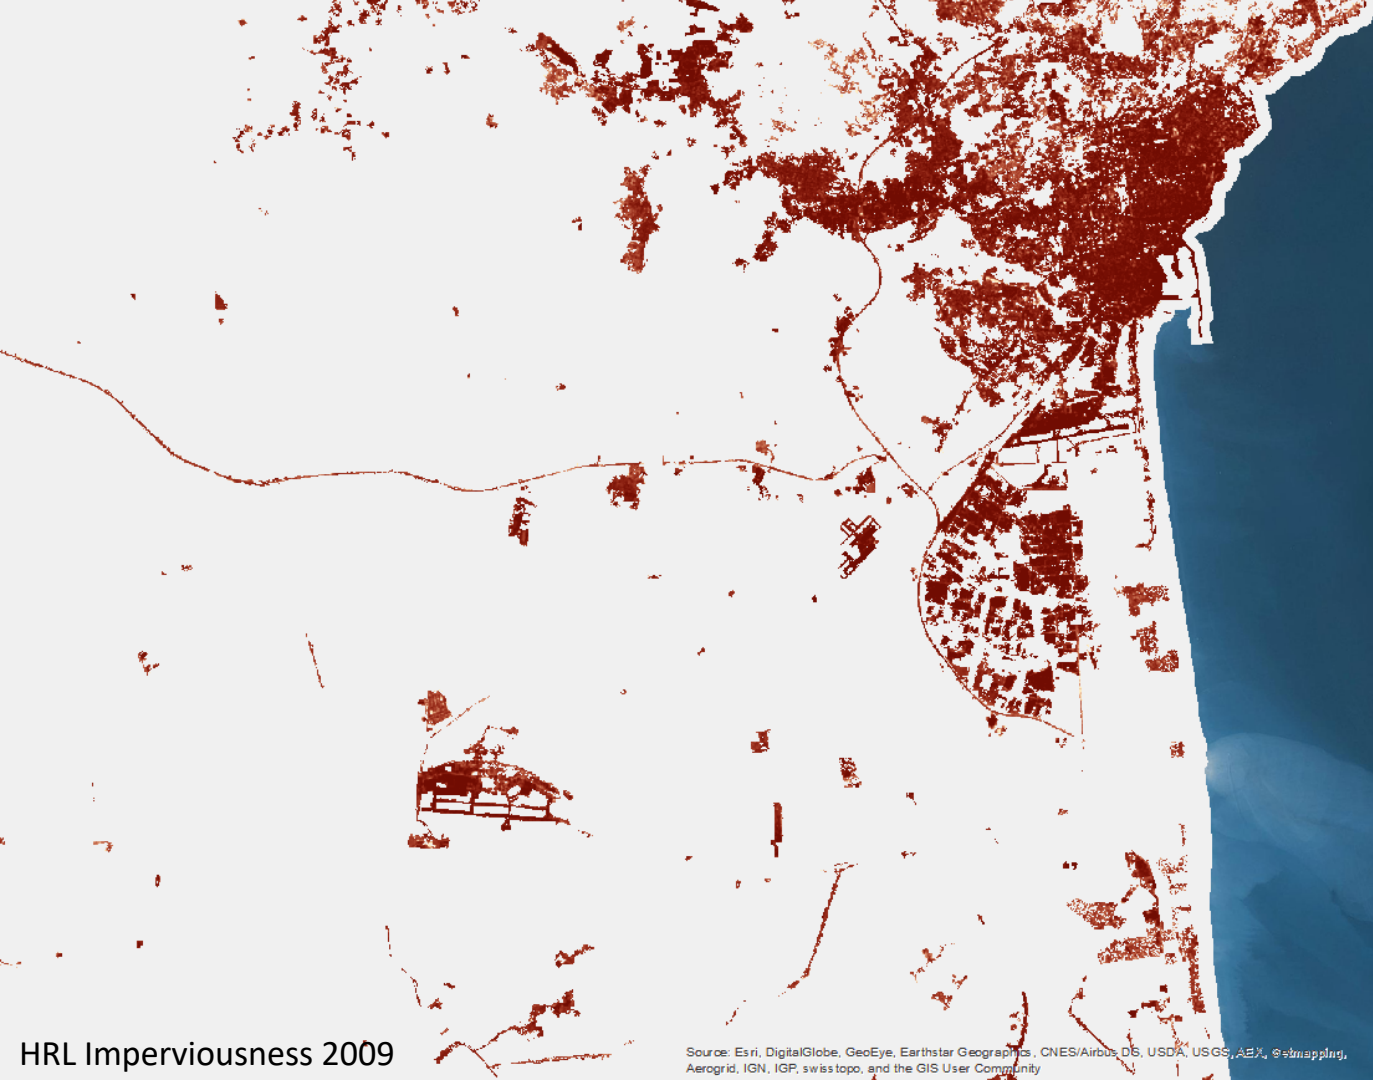 HRL Imperviousness 2009
Source: Esri, DigitalGlobe, GeoEye, Earthstar Geographics, CNES/Airbus DS, USDA, USGS, AEX, Getmapping,
Aerogrid, IGN, IGP, swisstopo, and the GIS User Community